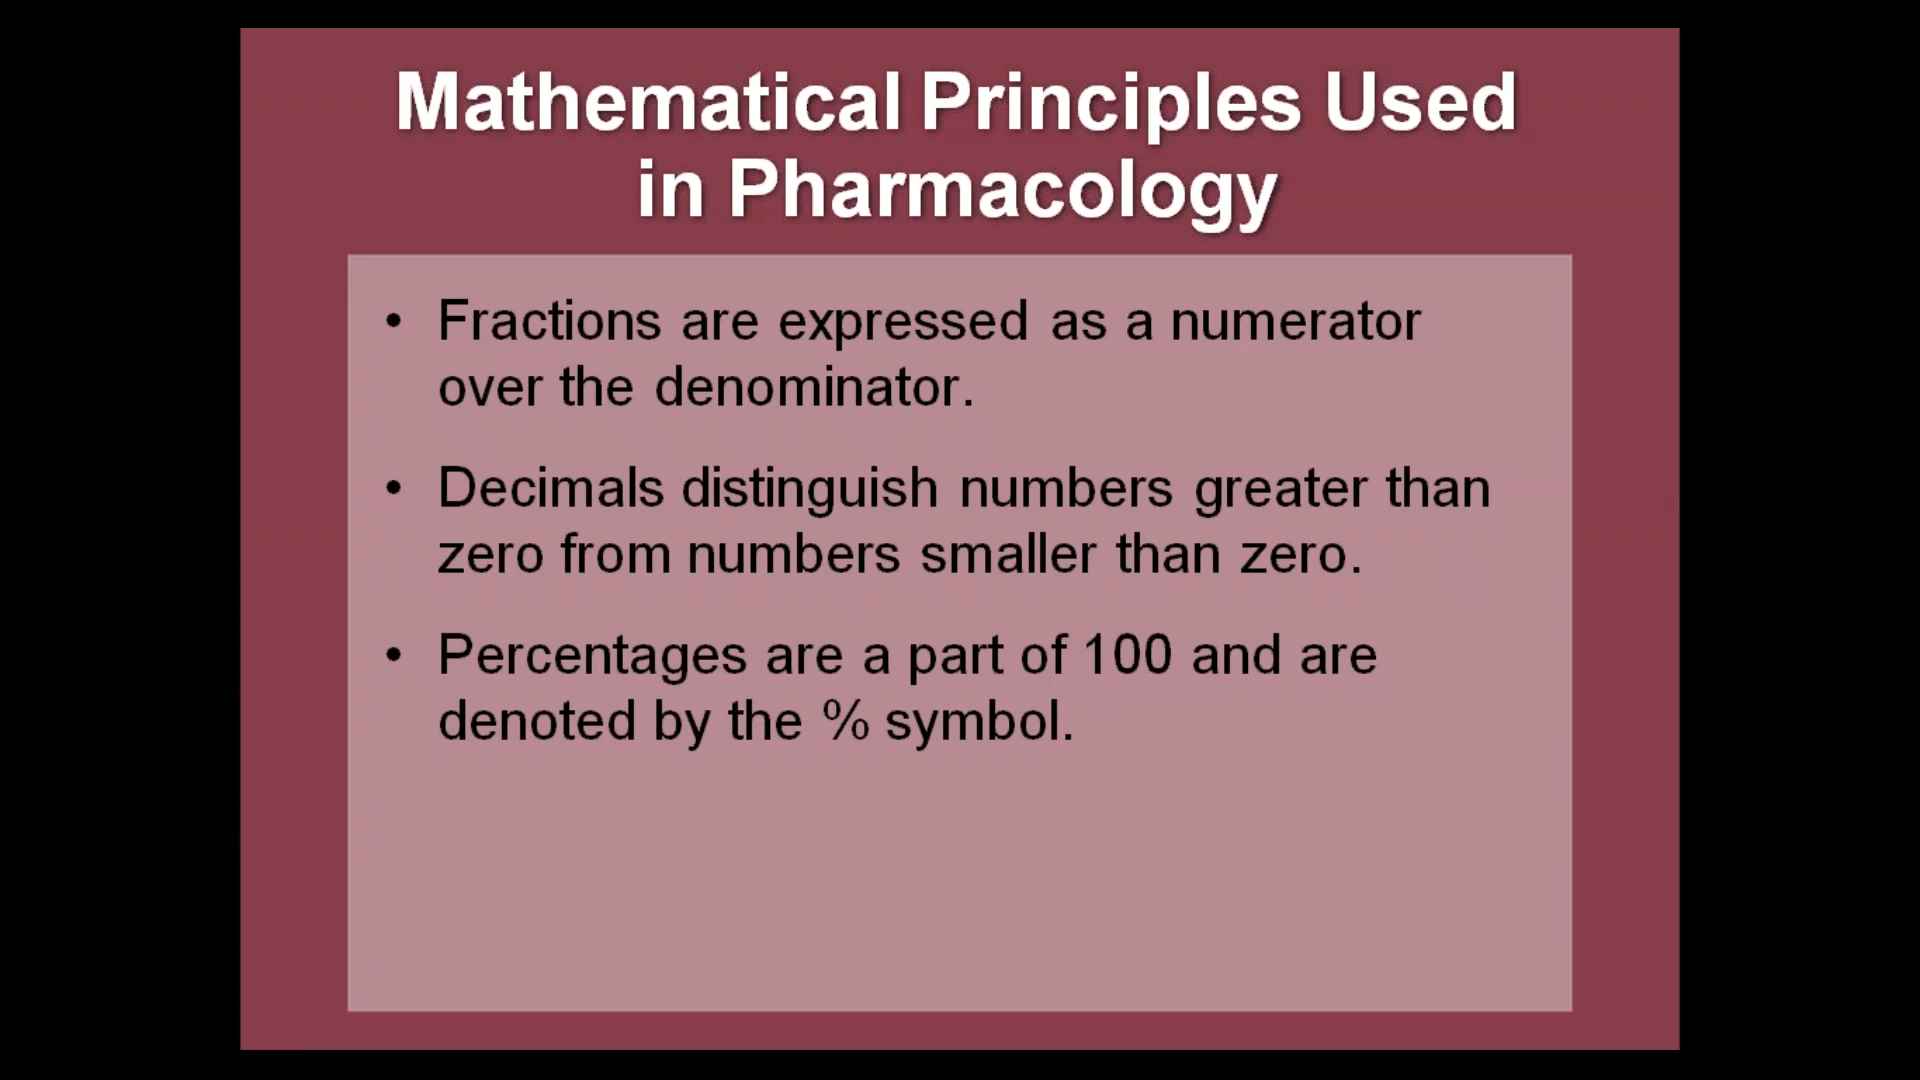 Mathematical Principles Used
in Pharmacology
• Fractions are expressed as a numerator
over the denominator.
• Decimals distinguish numbers greater than
zero from numbers smaller than zero.
• Percentages are a part of 100 and are
denoted by the % symbol.